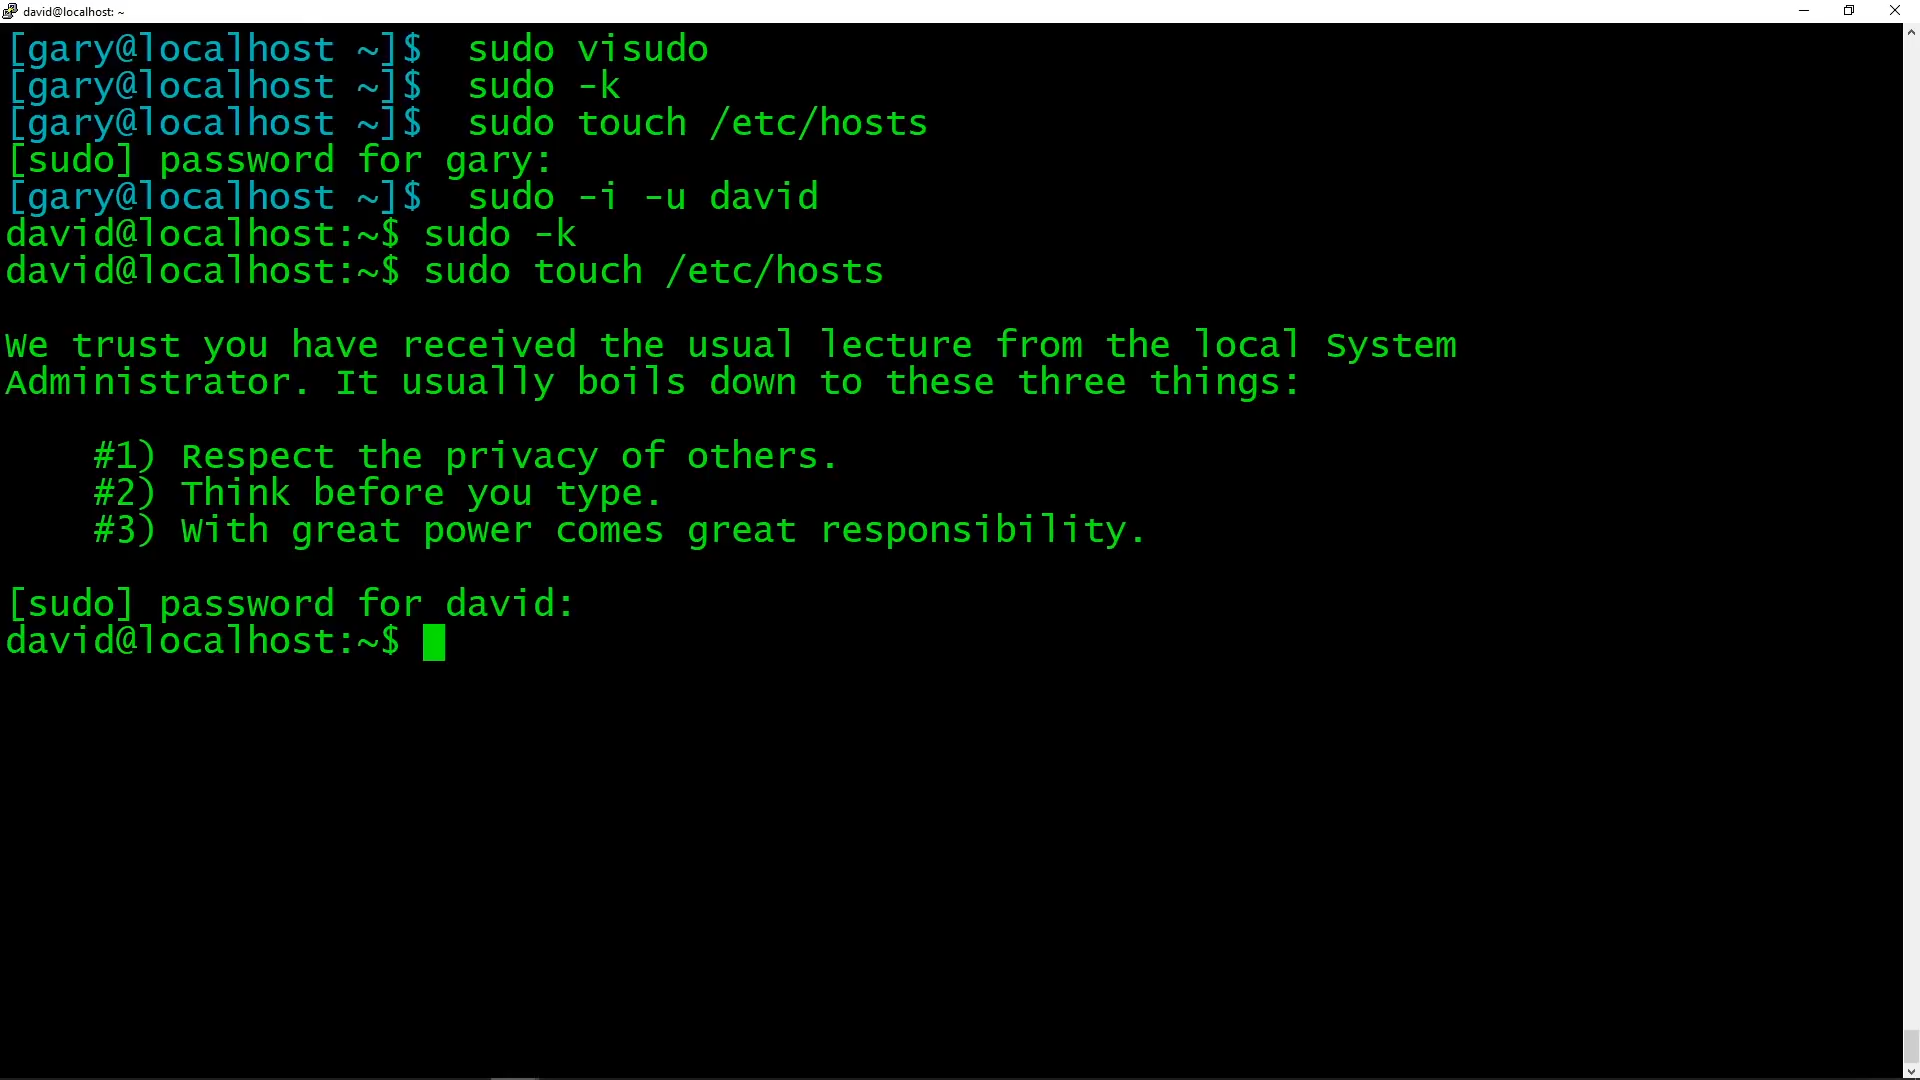 david@localhost: ~
[gary@localhost ~]$  sudo visudo
[gary@localhost ~]$  sudo -k
[gary@localhost ~]$  sudo touch /etc/hosts
[sudo] password for gary:
[gary@localhost ~]$  sudo -i -u david
david@localhost:~$ sudo -k
david@localhost:~$ sudo touch /etc/hosts
We trust you have received the usual lecture from the local System
Administrator. It usually boils down to these three things:
#1) Respect the privacy of others.
#2) Think before you type.
#3) With great power comes great responsibility.
[sudo] password for david:
david@localhost:~$